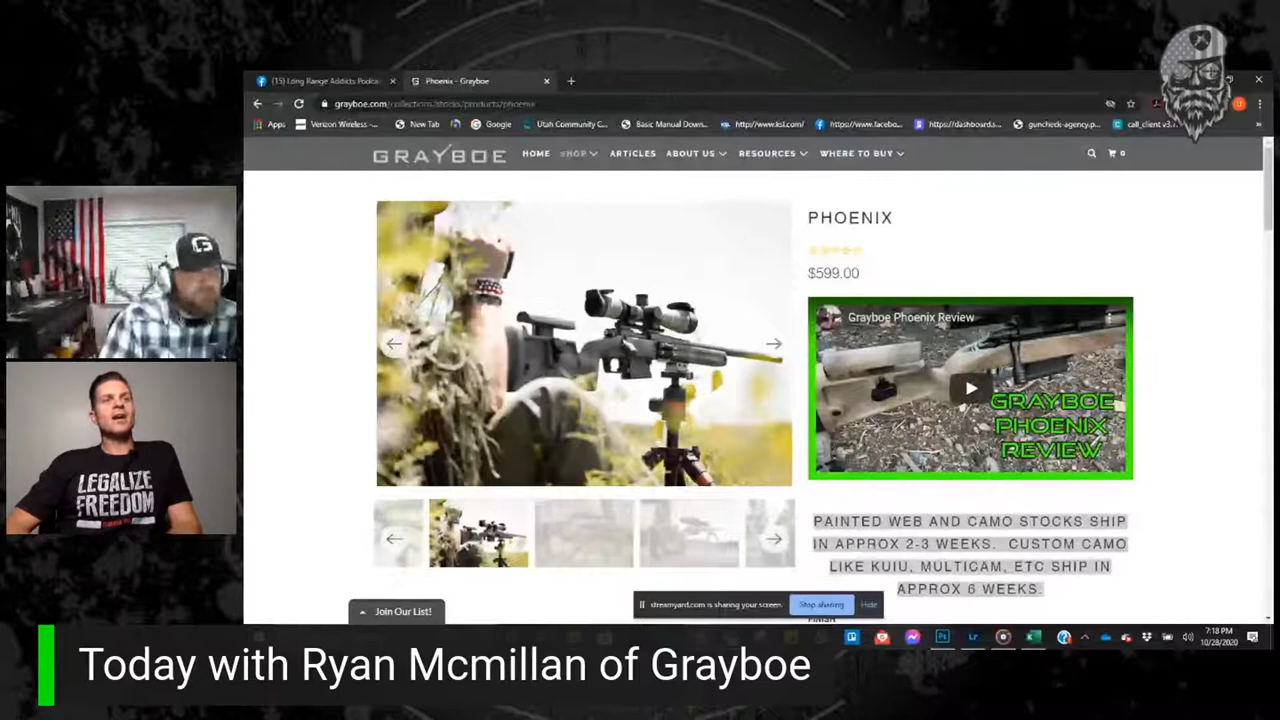 (15) Long Range Addicts Podca
Phoenix - Grayboe
grayboe.com/collections/stocks/products/phoenix
Apps
Verizon Wireless -...
New Tab
Google
Utah Community C...
Basic Manual Down...
http://www.ksl.com/
https://www.facebo...
https://dashboard.s...
guncheck-agency.p...
call_client v3.7
GRAYBOE
HOME
SHOP
ARTICLES
ABOUT US
RESOURCES
WHERE TO BUY
0
PHOENIX
$599.00
Grayboe Phoenix Review
GRAYBOE
PHOENIX
REVIEW
PAINTED WEB AND CAMO STOCKS SHIP
IN APPROX 2-3 WEEKS. CUSTOM CAMO
LIKE KUIU, MULTICAM, ETC SHIP IN
APPROX 6 WEEKS.
FINISH
G
LEGALIZE
FREEDOM
Join Our List!
streamyard.com is sharing your screen.
Stop sharing
Hide
7:18 PM
10/28/2020
Today with Ryan Mcmillan of Grayboe